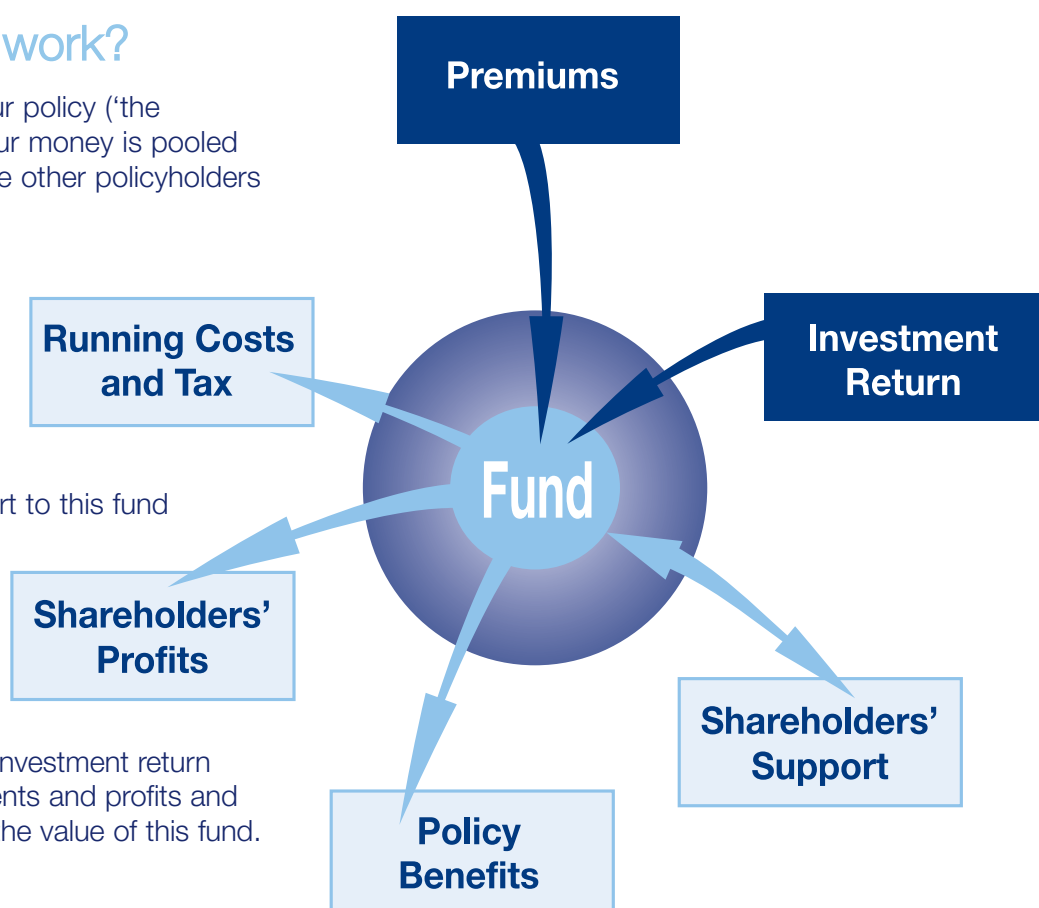 work?
ur policy (‘the
ur money is pooled
e other policyholders
Premiums
Running Costs
and Tax
Investment
Return
Fund
rt to this fund
Shareholders’
Profits
Shareholders’
Support
nvestment return
ents and profits and
he value of this fund.
Policy
Benefits